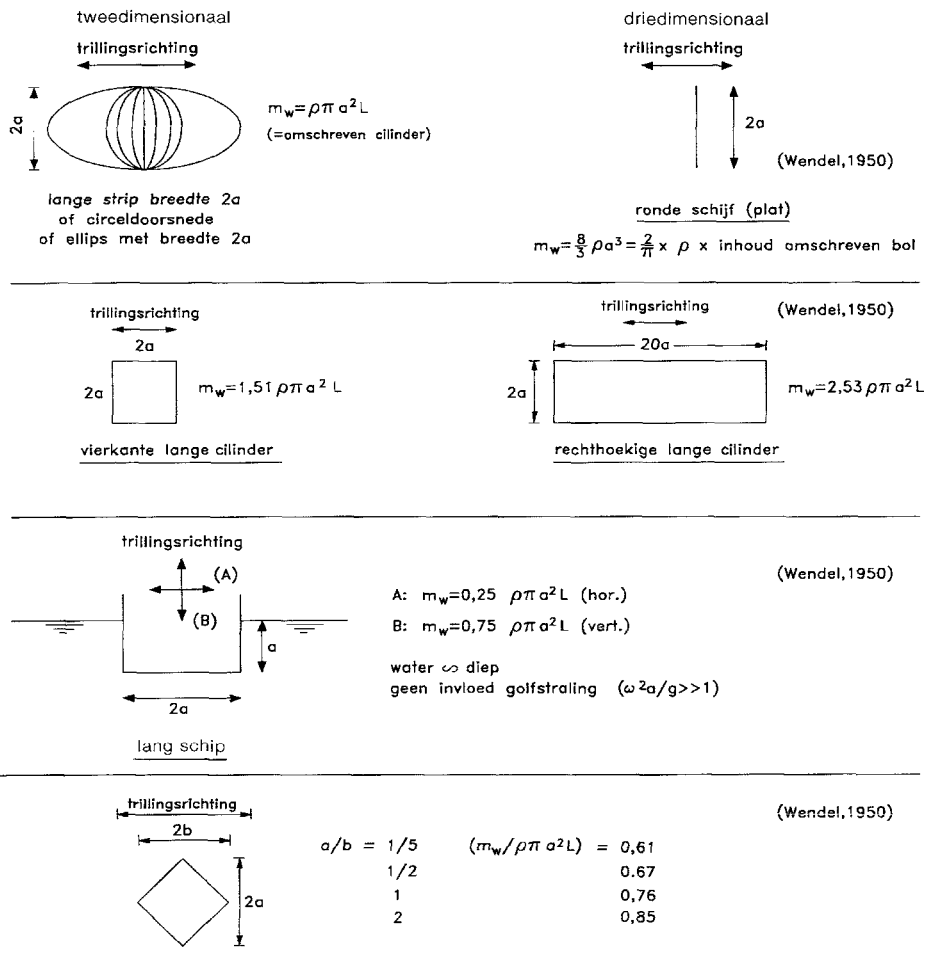 tweedimensionaal
trillingsrichting
2a
m_w=ρπ a² L
(=omschreven cilinder)
lange strip breedte 2a
of circeldoorsnede
of ellips met breedte 2a
driedimensionaal
trillingsrichting
2a
(Wendel,1950)
ronde schijf (plat)
m_w=8/3 ρa³=2/π x ρ x inhoud omschreven bol
trillingsrichting
2a
2a
m_w=1,51 ρπ a² L
vierkante lange cilinder
(Wendel,1950)
trillingsrichting
20a
2a
m_w=2,53 ρπ a² L
rechthoekige lange cilinder
trillingsrichting
(A)
(B)
a
2a
lang schip
(Wendel,1950)
A: m_w=0,25 ρπ a² L (hor.)
B: m_w=0,75 ρπ a² L (vert.)
water ∞ diep
geen invloed golfstraling (ω²a/g>>1)
trillingsrichting
2b
2a
(Wendel,1950)
a/b = 1/5 (m_w/ρπ a²L) = 0,61
1/2 0.67
1 0,76
2 0,85